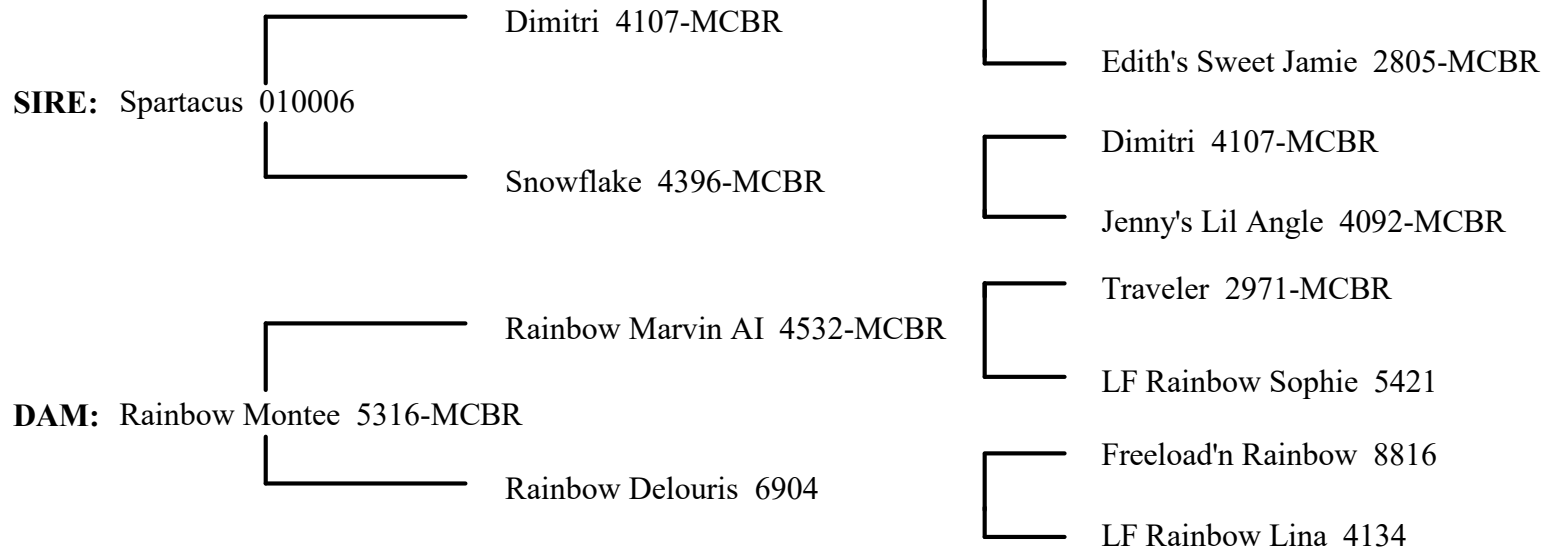 Dimitri 4107-MCBR
Edith's Sweet Jamie 2805-MCBR
SIRE: Spartacus 010006
Dimitri 4107-MCBR
Snowflake 4396-MCBR
Jenny's Lil Angle 4092-MCBR
Traveler 2971-MCBR
Rainbow Marvin AI 4532-MCBR
LF Rainbow Sophie 5421
DAM: Rainbow Montee 5316-MCBR
Freeload'n Rainbow 8816
Rainbow Delouris 6904
LF Rainbow Lina 4134